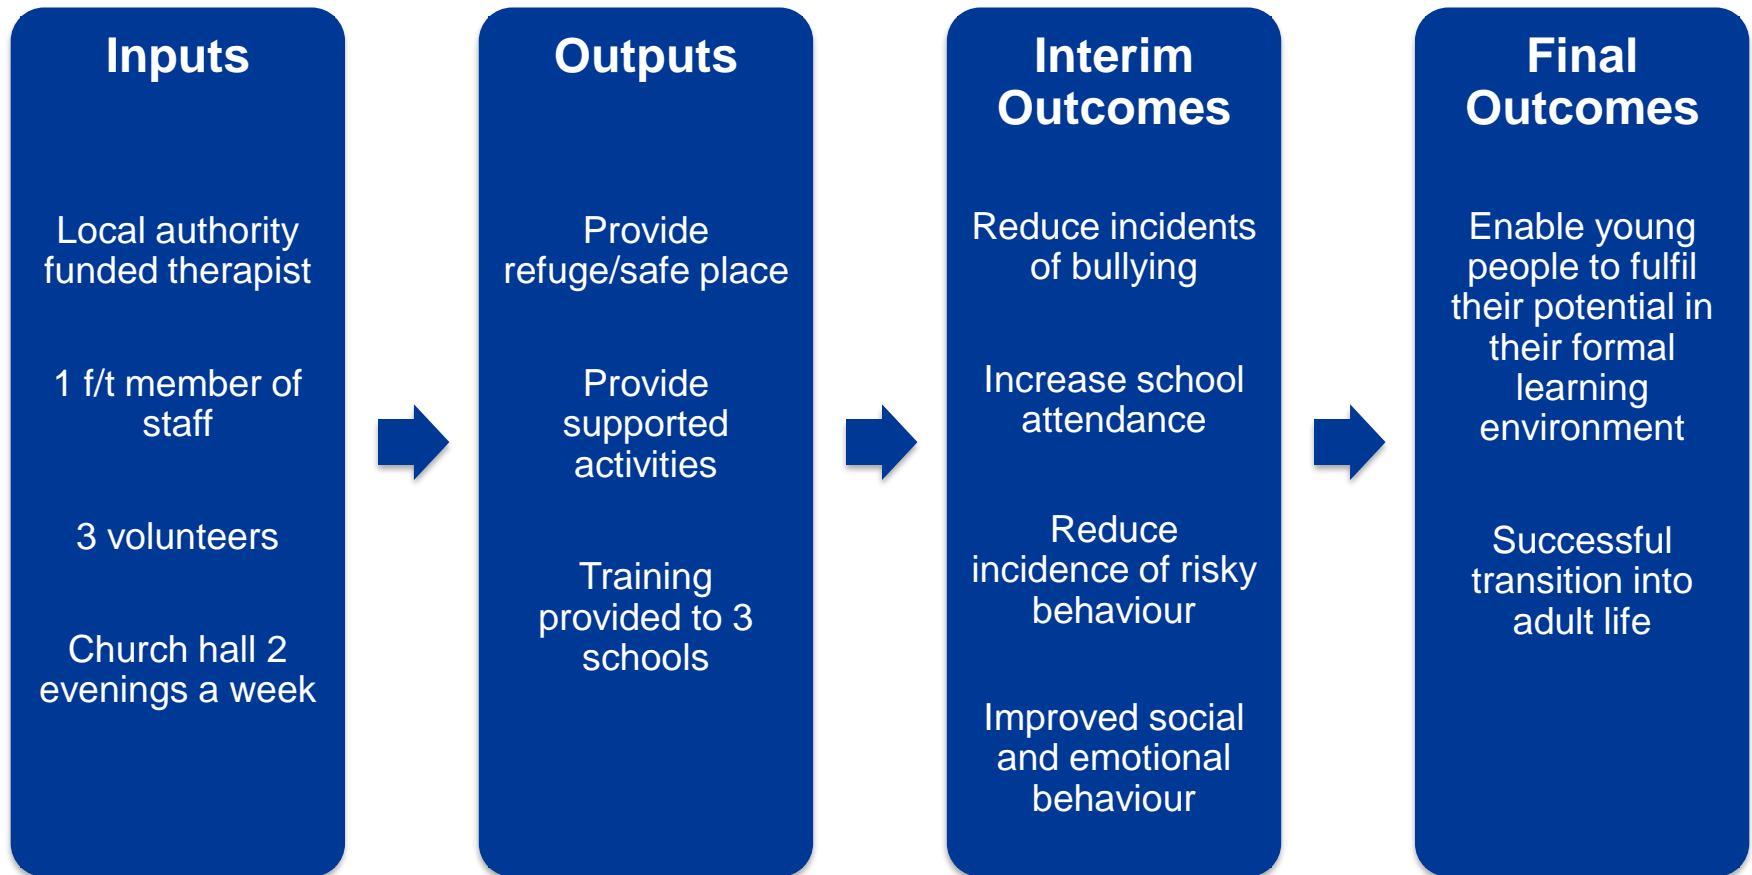 Inputs
Local authority
funded therapist
1 f/t member of
staff
3 volunteers
Church hall 2
evenings a week
Outputs
Provide
refuge/safe place
Provide
supported
activities
Training
provided to 3
schools
Interim
Outcomes
Reduce incidents
of bullying
Increase school
attendance
Reduce
incidence of risky
behaviour
Improved social
and emotional
behaviour
Final
Outcomes
Enable young
people to fulfil
their potential in
their formal
learning
environment
Successful
transition into
adult life